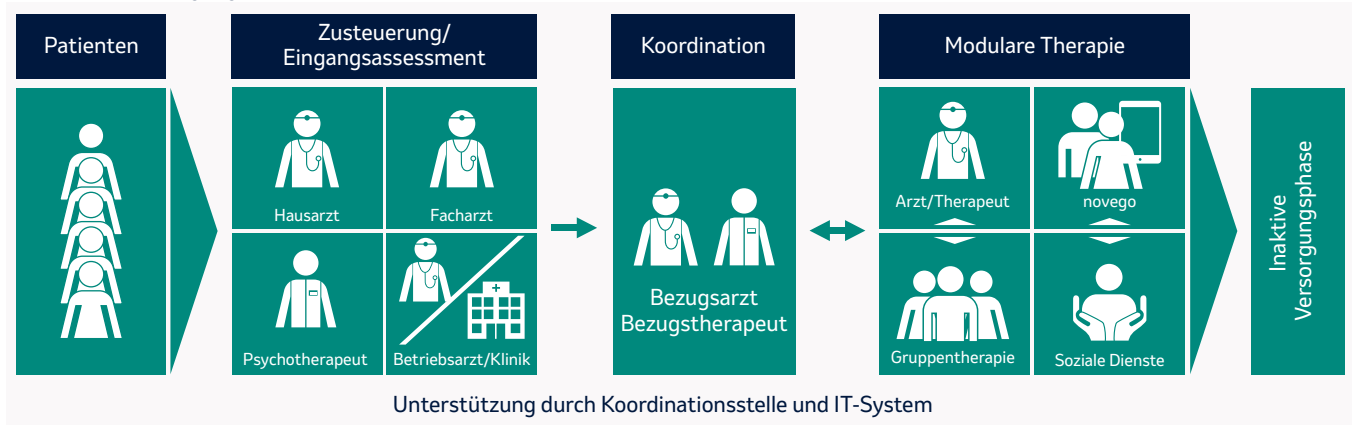 Patienten
Zusteuerung/
Eingangsassessment
Koordination
Modulare Therapie
Hausarzt
Facharzt
Psychotherapeut
Betriebsarzt/Klinik
Bezugsarzt
Bezugstherapeut
Arzt/Therapeut
novego
Gruppentherapie
Soziale Dienste
Inaktive
Versorgungsphase
Unterstützung durch Koordinationsstelle und IT-System